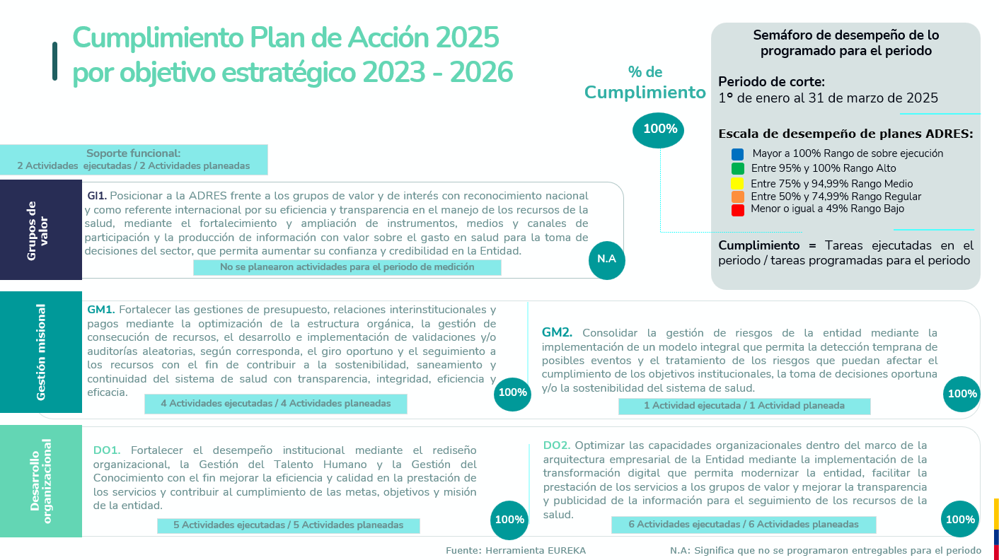 Cumplimiento Plan de Acción 2025
por objetivo estratégico 2023 - 2026
% de
Cumplimiento
100%
Semáforo de desempeño de lo
programado para el periodo
Periodo de corte:
1° de enero al 31 de marzo de 2025
Escala de desempeño de planes ADRES:
Mayor a 100% Rango de sobre ejecución
Entre 95% y 100% Rango Alto
Entre 75% y 94,99% Rango Medio
Entre 50% y 74,99% Rango Regular
Menor o igual a 49% Rango Bajo
Cumplimiento = Tareas ejecutadas en el
periodo / tareas programadas para el periodo
Soporte funcional:
2 Actividades ejecutadas / 2 Actividades planeadas
Grupos de
valor
GI1. Posicionar a la ADRES frente a los grupos de valor y de interés con reconocimiento nacional
y como referente internacional por su eficiencia y transparencia en el manejo de los recursos de la
salud, mediante el fortalecimiento y ampliación de instrumentos, medios y canales de
participación y la producción de información con valor sobre el gasto en salud para la toma de
decisiones del sector, que permita aumentar su confianza y credibilidad en la Entidad.
No se planearon actividades para el periodo de medición
N.A
Gestión misional
GM1. Fortalecer las gestiones de presupuesto, relaciones interinstitucionales y
pagos mediante la optimización de la estructura orgánica, la gestión de
consecución de recursos, el desarrollo e implementación de validaciones y/o
auditorías aleatorias, según corresponda, el giro oportuno y el seguimiento a
los recursos con el fin de contribuir a la sostenibilidad, saneamiento y
continuidad del sistema de salud con transparencia, integridad, eficiencia y
eficacia.
4 Actividades ejecutadas / 4 Actividades planeadas
100%
GM2. Consolidar la gestión de riesgos de la entidad mediante la
implementación de un modelo integral que permita la detección temprana de
posibles eventos y el tratamiento de los riesgos que puedan afectar el
cumplimiento de los objetivos institucionales, la toma de decisiones oportuna
y/o la sostenibilidad del sistema de salud.
1 Actividad ejecutada / 1 Actividad planeada
100%
Desarrollo
organizacional
DO1. Fortalecer el desempeño institucional mediante el rediseño
organizacional, la Gestión del Talento Humano y la Gestión del
Conocimiento con el fin mejorar la eficiencia y calidad en la prestación de
los servicios y contribuir al cumplimiento de las metas, objetivos y misión
de la entidad.
5 Actividades ejecutadas / 5 Actividades planeadas
100%
DO2. Optimizar las capacidades organizacionales dentro del marco de la
arquitectura empresarial de la Entidad mediante la implementación de la
transformación digital que permita modernizar la entidad, facilitar la
prestación de los servicios a los grupos de valor y mejorar la transparencia
y publicidad de la información para el seguimiento de los recursos de la
salud.
6 Actividades ejecutadas / 6 Actividades planeadas
100%
Fuente: Herramienta EUREKA
N.A: Significa que no se programaron entregables para el periodo